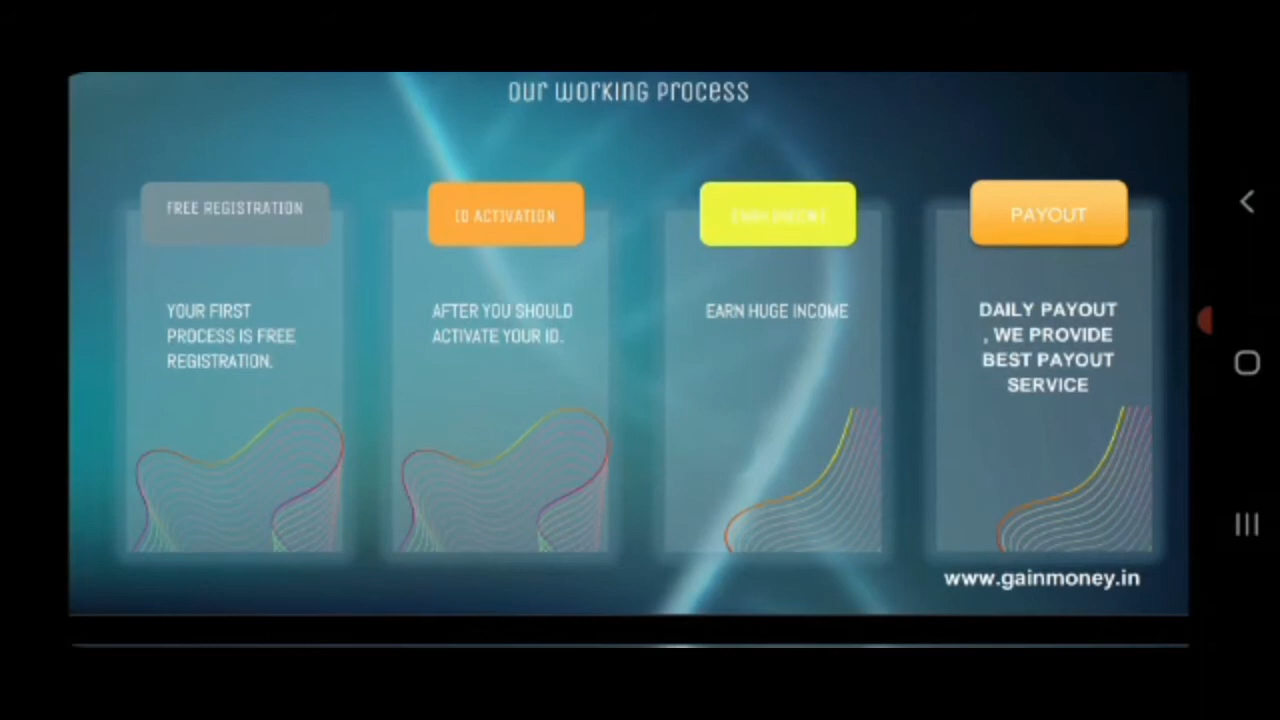 our working process
FREE REGISTRATION
YOUR FIRST
PROCESS IS FREE
REGISTRATION.
ID ACTIVATION
AFTER YOU SHOULD
ACTIVATE YOUR ID.
EARN HUGE INCOME
PAYOUT
DAILY PAYOUT
, WE PROVIDE
BEST PAYOUT
SERVICE
www.gainmoney.in